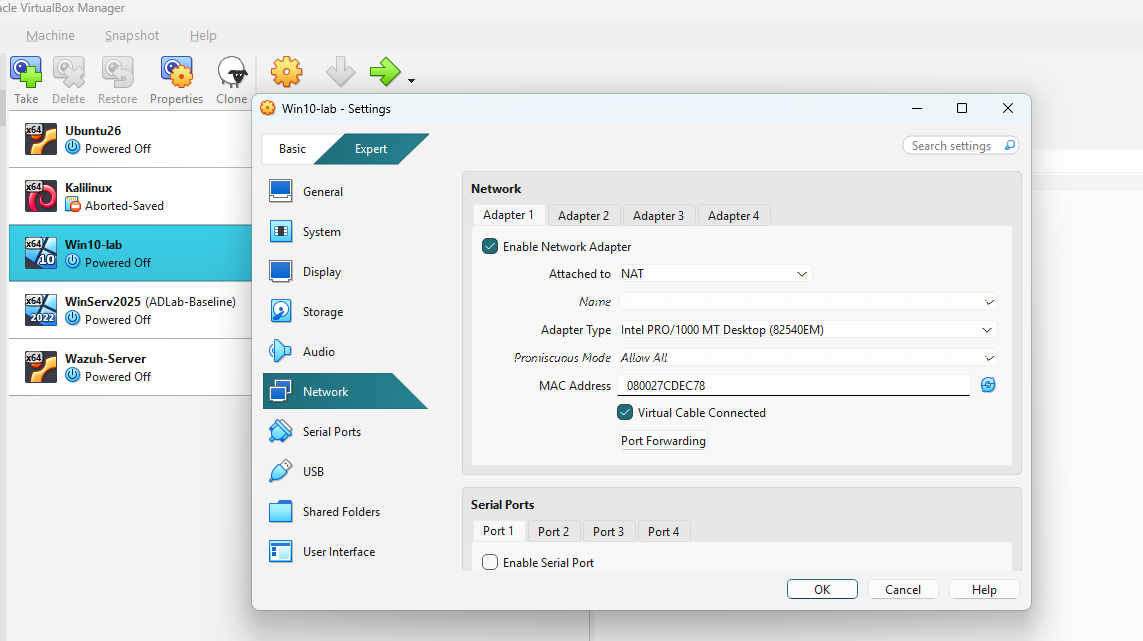 acle VirtualBox Manager
Machine Snapshot Help
Take Delete Restore Properties Clone
x64
Ubuntu26
Powered Off
x64
Kalilinux
Aborted-Saved
x64
10
Win10-lab
Powered Off
x64
2022
WinServ2025 (ADLab-Baseline)
Powered Off
x64
Wazuh-Server
Powered Off
Win10-lab - Settings
Basic Expert
Search settings
General
System
Display
Storage
Audio
Network
Serial Ports
USB
Shared Folders
User Interface
Network
Adapter 1 Adapter 2 Adapter 3 Adapter 4
Enable Network Adapter
Attached to NAT
Name
Adapter Type Intel PRO/1000 MT Desktop (82540EM)
Promiscuous Mode Allow All
MAC Address 080027CDEC78
Virtual Cable Connected
Port Forwarding
Serial Ports
Port 1 Port 2 Port 3 Port 4
Enable Serial Port
OK Cancel Help